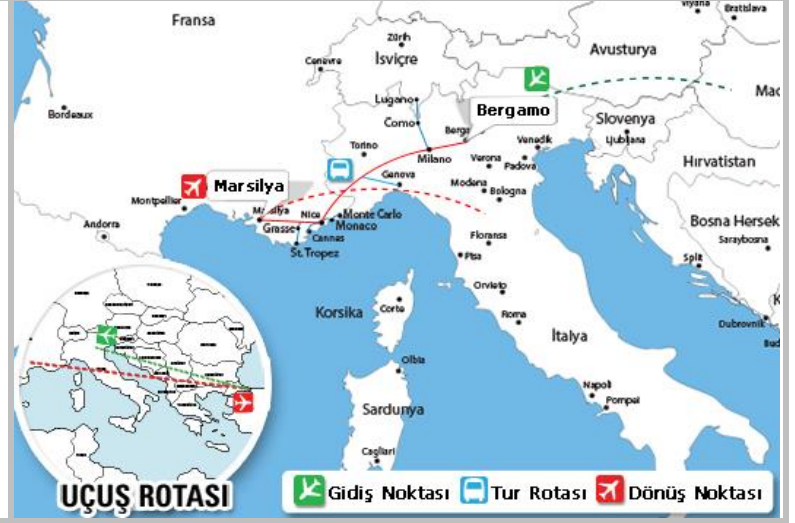 Viyana
Bratislava
Fransa
Zürih
Cenevre
İsviçre
Avusturya
Mac
Lugano
Bergamo
Bordeaux
Como
Berga
Slovenya
Ljubljana
Torino
Milano
Venedik
Verona
Padova
Hırvatistan
Genova
Modena
Bologna
Marsilya
Montpellier
Marsilya
Nice
Monte Carlo
Monaco
Grasse
Cannes
St. Tropez
Andorra
Floransa
Bosna Hersek
Saraybosna
Pisa
Split
Orvieto
Korsika
Corte
Roma
İtalya
Dubrovnik
K
Bud
Olbia
Napoli
Pompei
Sardunya
Cagliari
UÇUŞ ROTASI
Gidiş Noktası
Tur Rotası
Dönüş Noktası